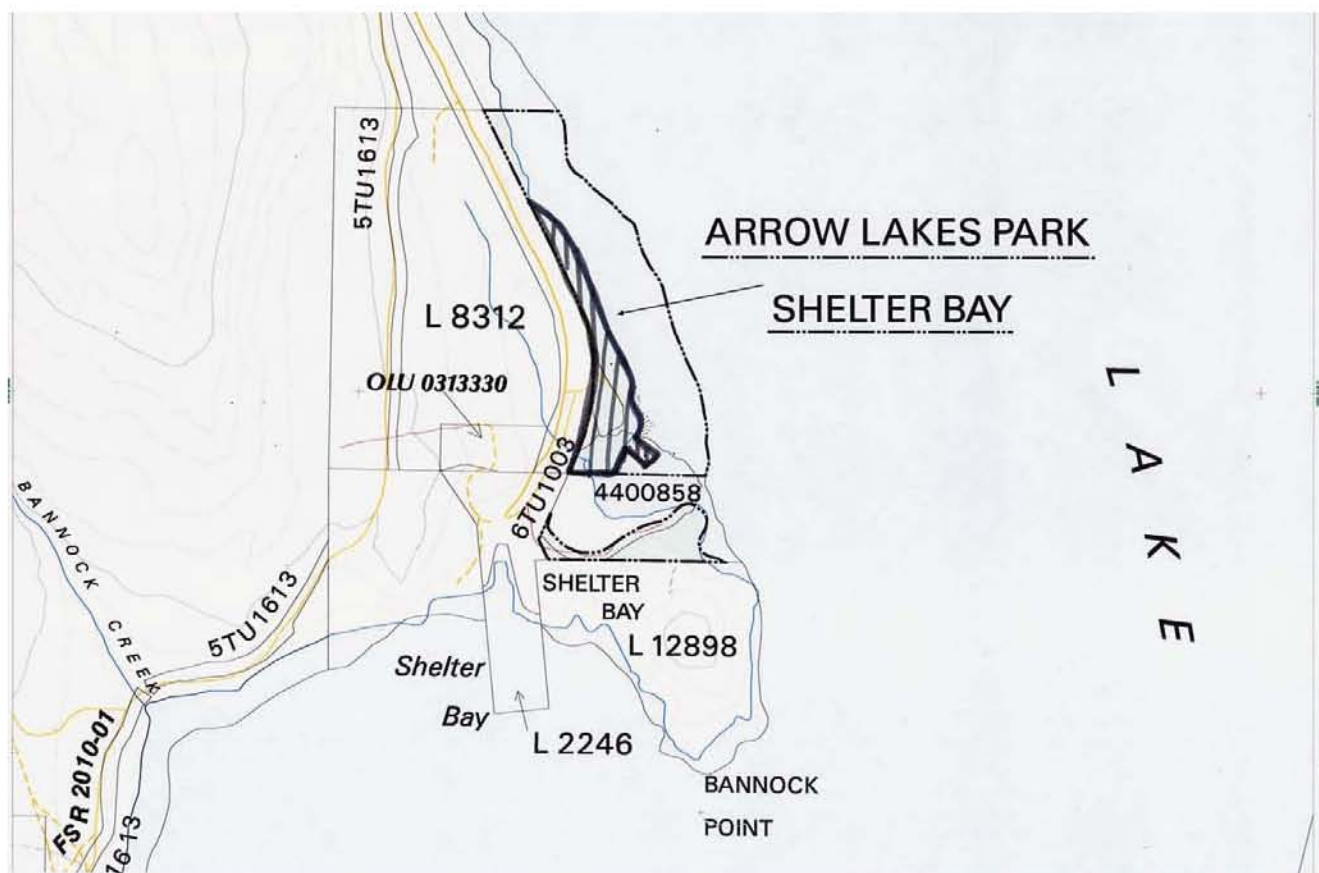 5TU1613
ARROW LAKES PARK
SHELTER BAY
L 8312
OLU 0313330
LAKE
6TU1003
4400858
BANNOCK CREEK
5TU1613
SHELTER
BAY
L 12898
Shelter
Bay
L 2246
FSR 2010-01
1613
BANNOCK
POINT